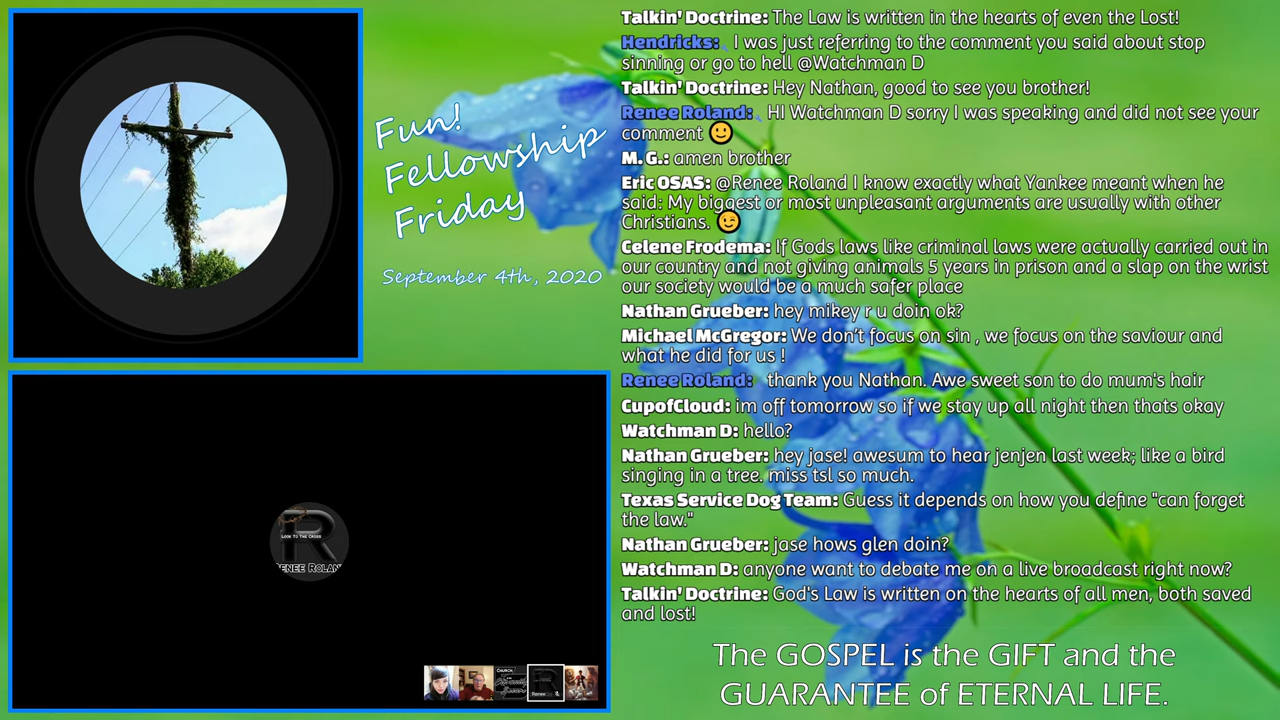 Fun!
Fellowship
Friday
September 4th, 2020
LOOK TO THE CROSS
RENEE ROLAN
Talkin' Doctrine: The Law is written in the hearts of even the Lost!
Hendricks: I was just referring to the comment you said about stop
sinning or go to hell @Watchman D
Talkin' Doctrine: Hey Nathan, good to see you brother!
Renee Roland: HI Watchman D sorry I was speaking and did not see your
comment 🙂
M. G.: amen brother
Eric OSAS: @Renee Roland I know exactly what Yankee meant when he
said: My biggest or most unpleasant arguments are usually with other
Christians. 😉
Celene Frodema: If Gods laws like criminal laws were actually carried out in
our country and not giving animals 5 years in prison and a slap on the wrist
our society would be a much safer place
Nathan Grueber: hey mikey r u doin ok?
Michael McGregor: We don't focus on sin , we focus on the saviour and
what he did for us !
Renee Roland: thank you Nathan. Awe sweet son to do mum's hair
CupofCloud: im off tomorrow so if we stay up all night then thats okay
Watchman D: hello?
Nathan Grueber: hey jase! awesum to hear jenjen last week; like a bird
singing in a tree. miss tsl so much.
Texas Service Dog Team: Guess it depends on how you define "can forget
the law."
Nathan Grueber: jase hows glen doin?
Watchman D: anyone want to debate me on a live broadcast right now?
Talkin' Doctrine: God's Law is written on the hearts of all men, both saved
and lost!
The GOSPEL is the GIFT and the
GUARANTEE of ETERNAL LIFE.